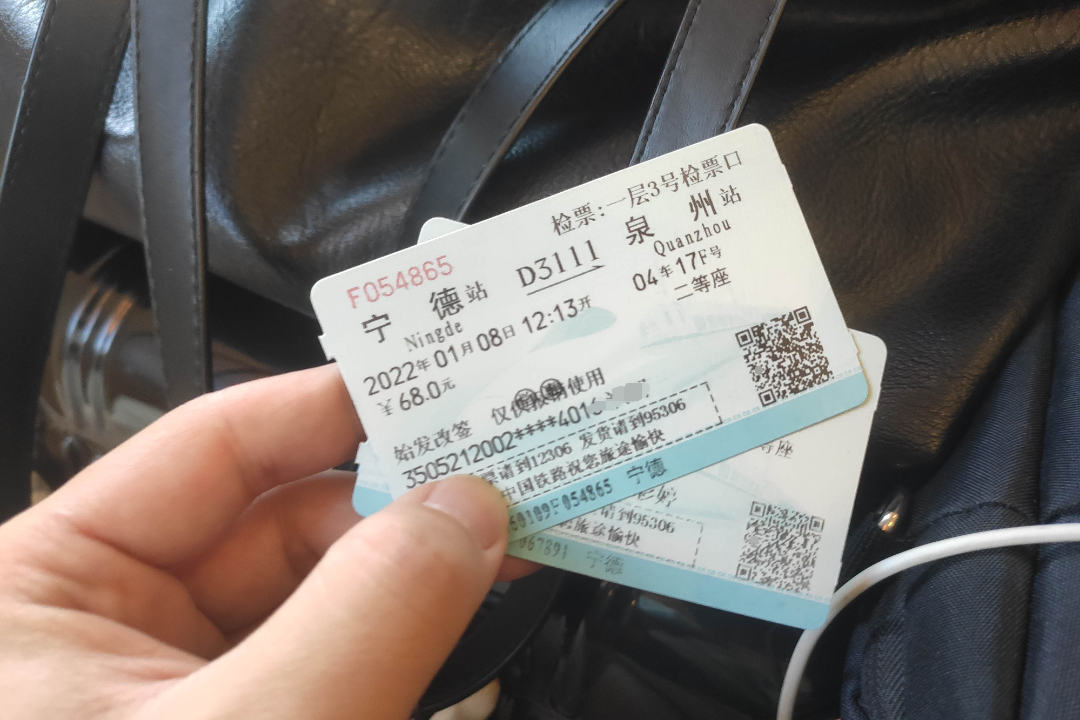 检票:一层3号检票口
F054865
宁德站 D3111 泉州站
Ningde Quanzhou
2022年01月08日 12:13开 04车17F号
¥68.0元 二等座
仅供报销使用
始发改签
3505212002****401
请到12306 发货请到95306
中国铁路祝您旅途愉快
60109F054865 宁德
等座
婷
请到95306
旅途愉快
067891 宁德